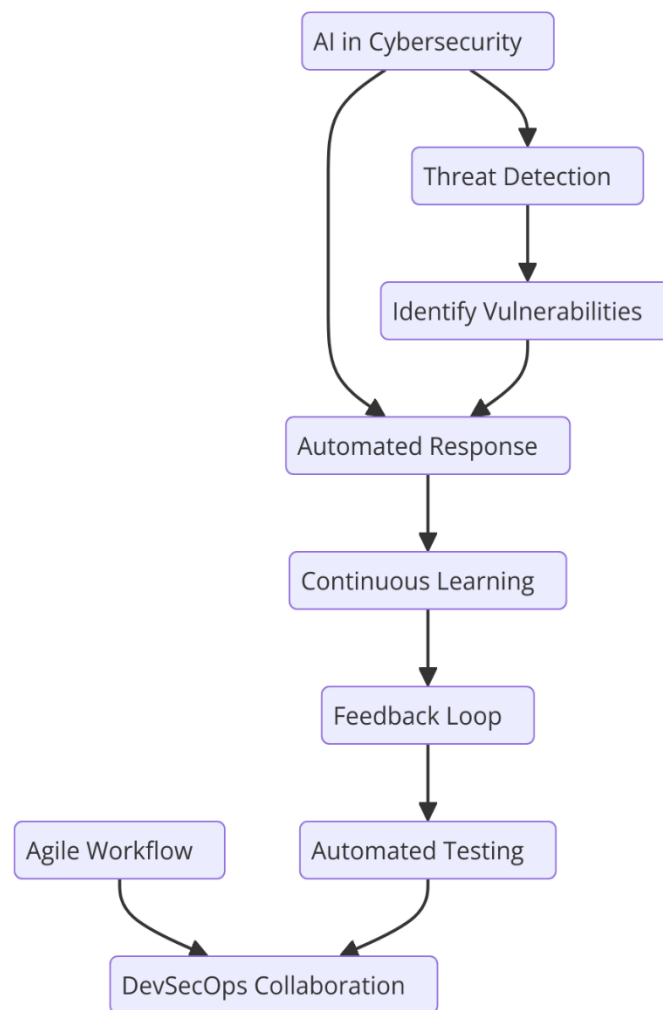 AI in Cybersecurity
Threat Detection
Identify Vulnerabilities
Automated Response
Continuous Learning
Feedback Loop
Agile Workflow
Automated Testing
DevSecOps Collaboration